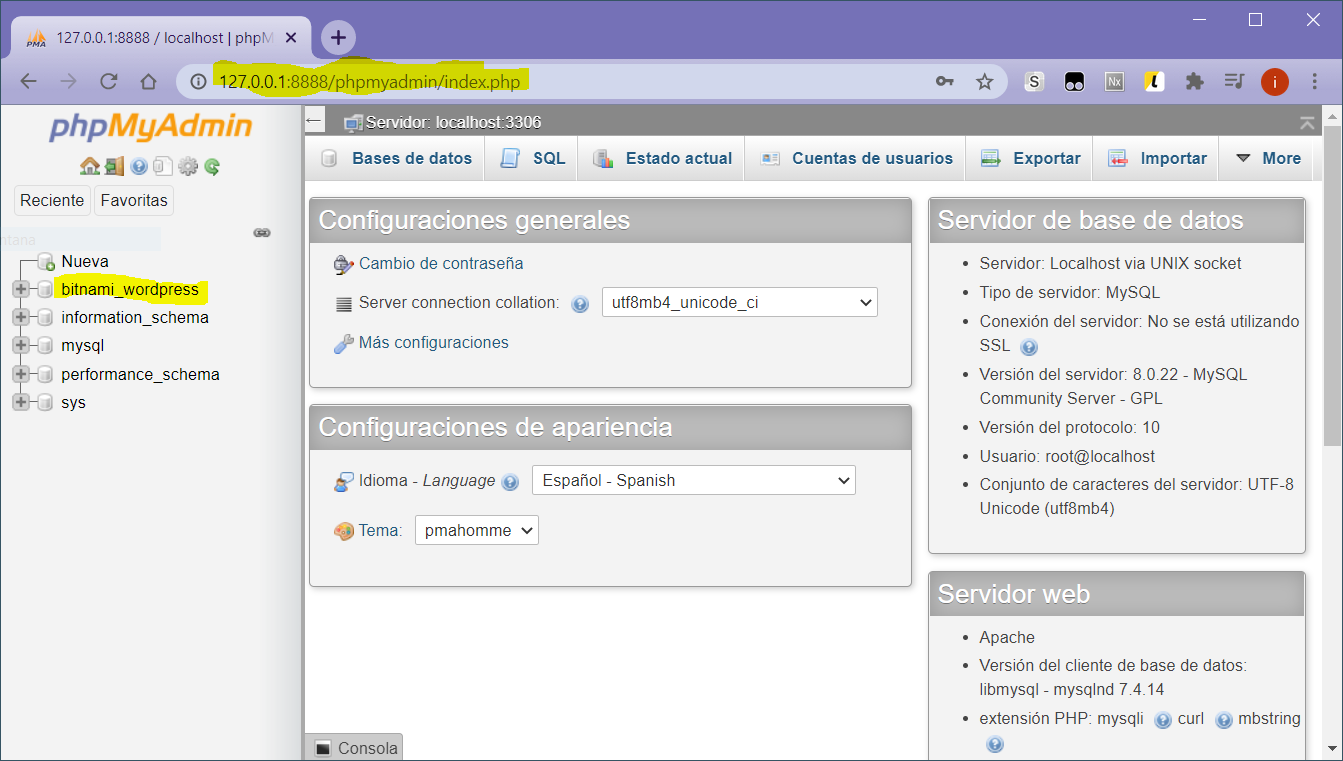 127.0.0.1:8888 / localhost | phpM
127.0.0.1:8888/phpmyadmin/index.php
S
Nx
i
phpMyAdmin
Reciente
Favoritas
ntana
Nueva
bitnami_wordpress
information_schema
mysql
performance_schema
sys
Servidor: localhost:3306
Bases de datos
SQL
Estado actual
Cuentas de usuarios
Exportar
Importar
More
Configuraciones generales
Cambio de contraseña
Server connection collation:
utf8mb4_unicode_ci
Más configuraciones
Configuraciones de apariencia
Idioma - Language
Español - Spanish
Tema:
pmahomme
Servidor de base de datos
Servidor: Localhost via UNIX socket
Tipo de servidor: MySQL
Conexión del servidor: No se está utilizando
SSL
Versión del servidor: 8.0.22 - MySQL
Community Server - GPL
Versión del protocolo: 10
Usuario: root@localhost
Conjunto de caracteres del servidor: UTF-8
Unicode (utf8mb4)
Servidor web
Apache
Versión del cliente de base de datos:
libmysql - mysqlnd 7.4.14
extensión PHP: mysqli curl mbstring
Consola